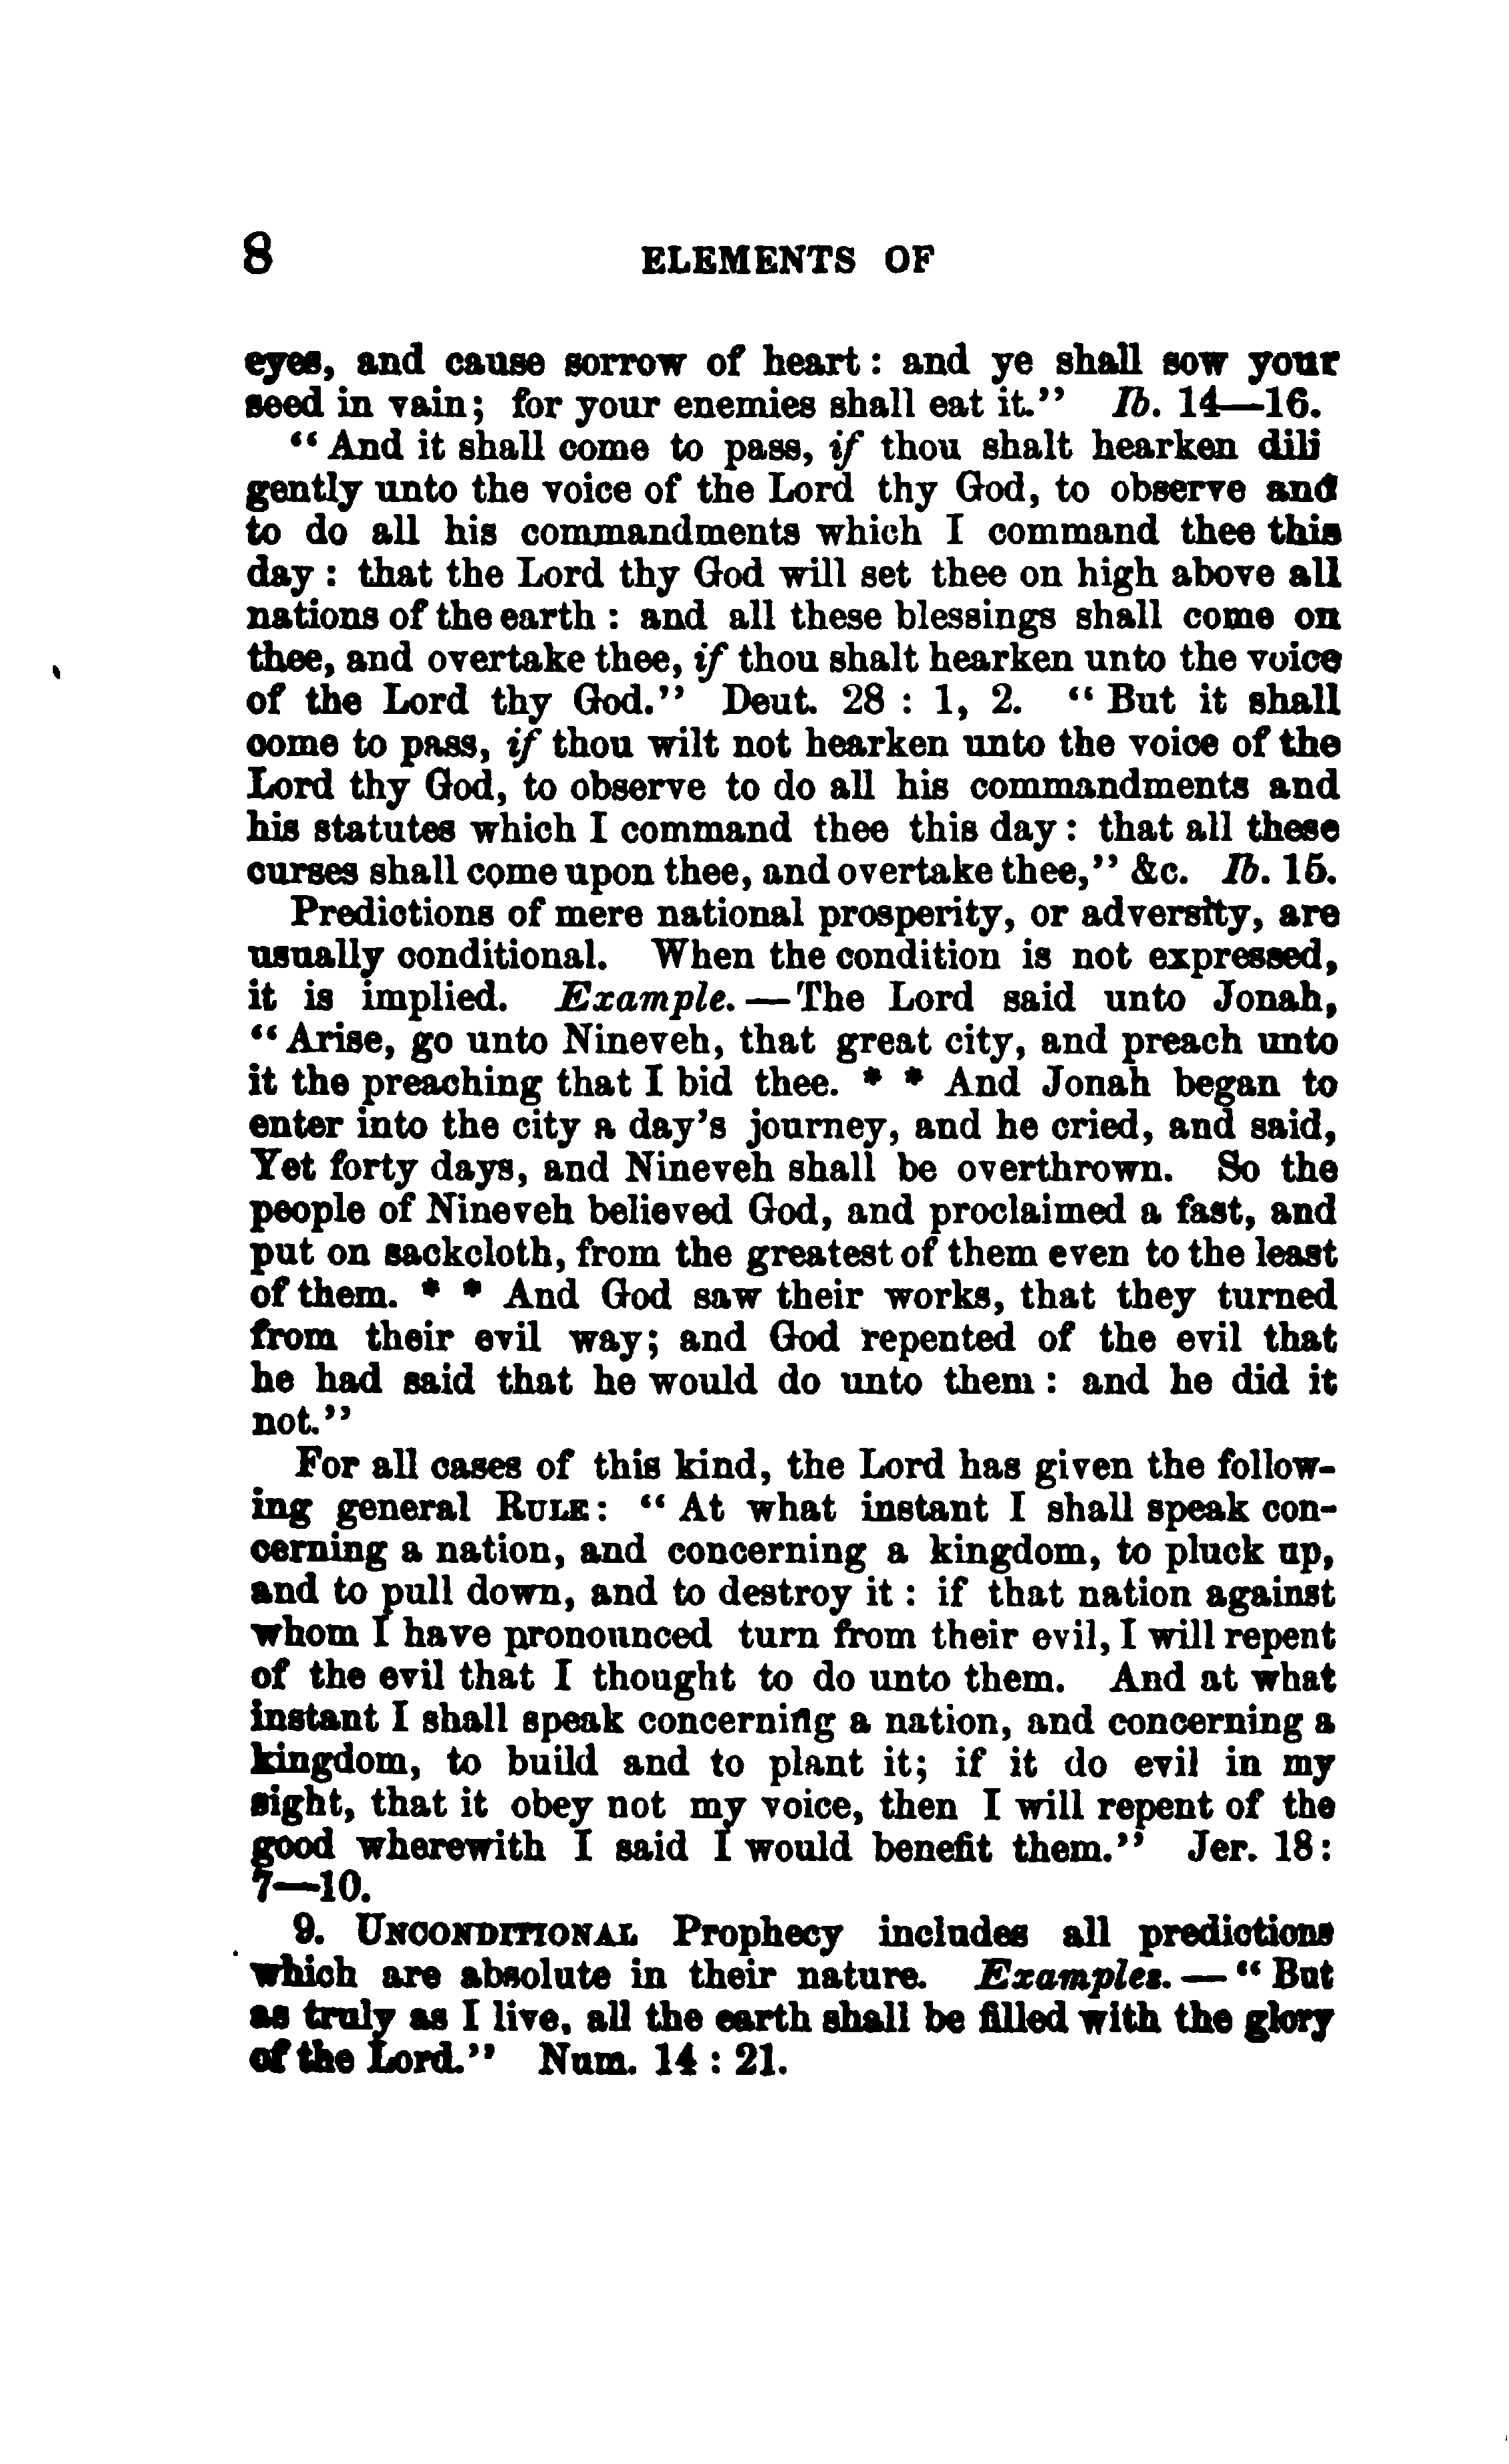 8 ELEMENTS OF
eyes, and cause sorrow of heart : and ye shall sow your
seed in vain; for your enemies shall eat it." Ib. 14—16.
"And it shall come to pass, if thou shalt hearken dili
gently unto the voice of the Lord thy God, to observe and
to do all his commandments which I command thee this
day : that the Lord thy God will set thee on high above all
nations of the earth : and all these blessings shall come on
thee, and overtake thee, if thou shalt hearken unto the voice
of the Lord thy God." Deut. 28 : 1, 2. "But it shall
come to pass, if thou wilt not hearken unto the voice of the
Lord thy God, to observe to do all his commandments and
his statutes which I command thee this day : that all these
curses shall come upon thee, and overtake thee," &c. Ib. 15.
Predictions of mere national prosperity, or adversity, are
usually conditional. When the condition is not expressed,
it is implied. Example.—The Lord said unto Jonah,
"Arise, go unto Nineveh, that great city, and preach unto
it the preaching that I bid thee. * * And Jonah began to
enter into the city a day's journey, and he cried, and said,
Yet forty days, and Nineveh shall be overthrown. So the
people of Nineveh believed God, and proclaimed a fast, and
put on sackcloth, from the greatest of them even to the least
of them. * * And God saw their works, that they turned
from their evil way; and God repented of the evil that
he had said that he would do unto them : and he did it
not."
For all cases of this kind, the Lord has given the follow-
ing general RULE: "At what instant I shall speak con-
cerning a nation, and concerning a kingdom, to pluck up,
and to pull down, and to destroy it : if that nation against
whom I have pronounced turn from their evil, I will repent
of the evil that I thought to do unto them. And at what
instant I shall speak concerning a nation, and concerning a
kingdom, to build and to plant it; if it do evil in my
sight, that it obey not my voice, then I will repent of the
good wherewith I said I would benefit them." Jer. 18:
7—10.
9. UNCONDITIONAL Prophecy includes all predictions
which are absolute in their nature. Examples.—"But
as truly as I live, all the earth shall be filled with the glory
of the Lord." Num. 14 : 21.